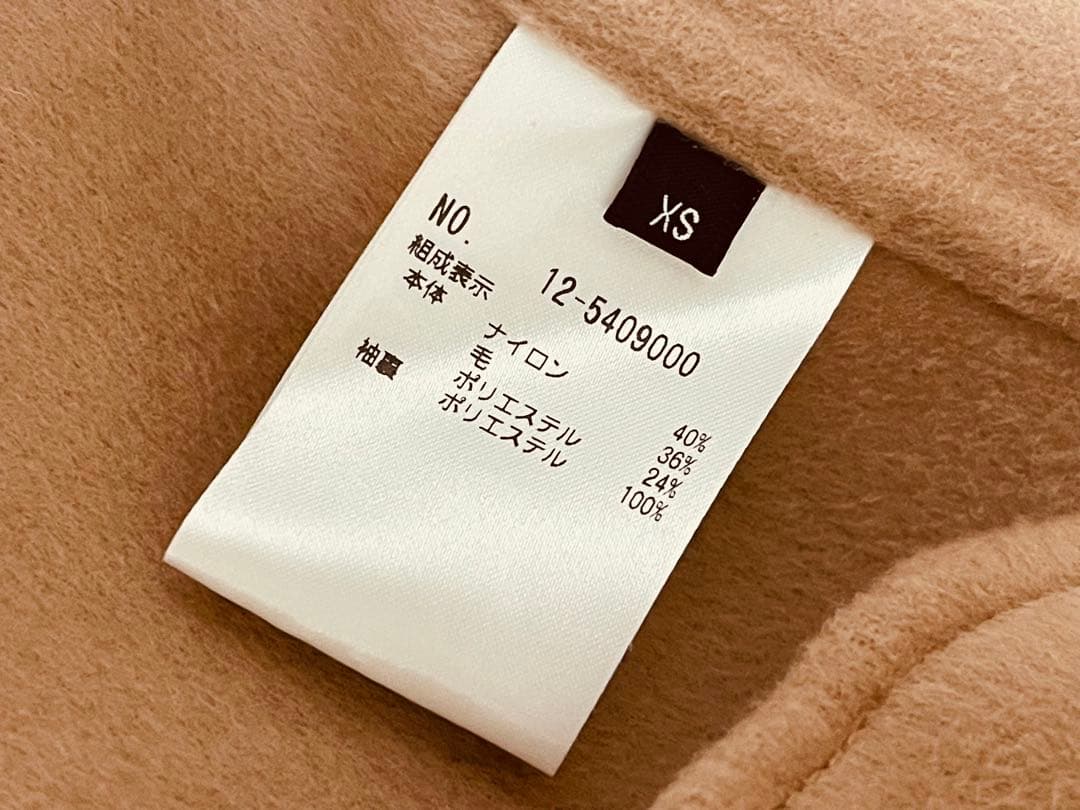 XS
NO. 12-5409000
組成表示
本体 ナイロン 40%
毛 36%
ポリエステル 24%
袖裏 ポリエステル 100%